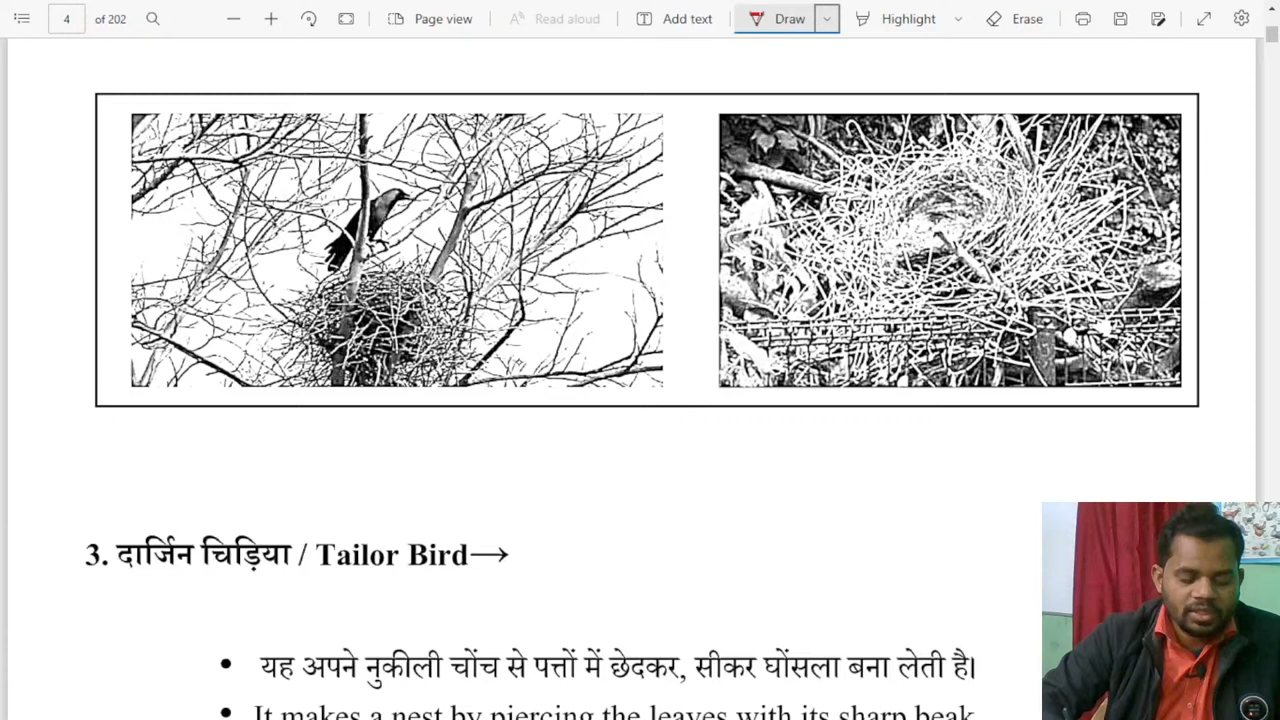 4 of 202 Page view Read aloud Add text Draw Highlight Erase
3. दार्जिन चिड़िया / Tailor Bird→
• यह अपने नुकीली चोंच से पत्तों में छेदकर, सीकर घोंसला बना लेती है।
• It makes a nest by piercing the leaves with its sharp beak